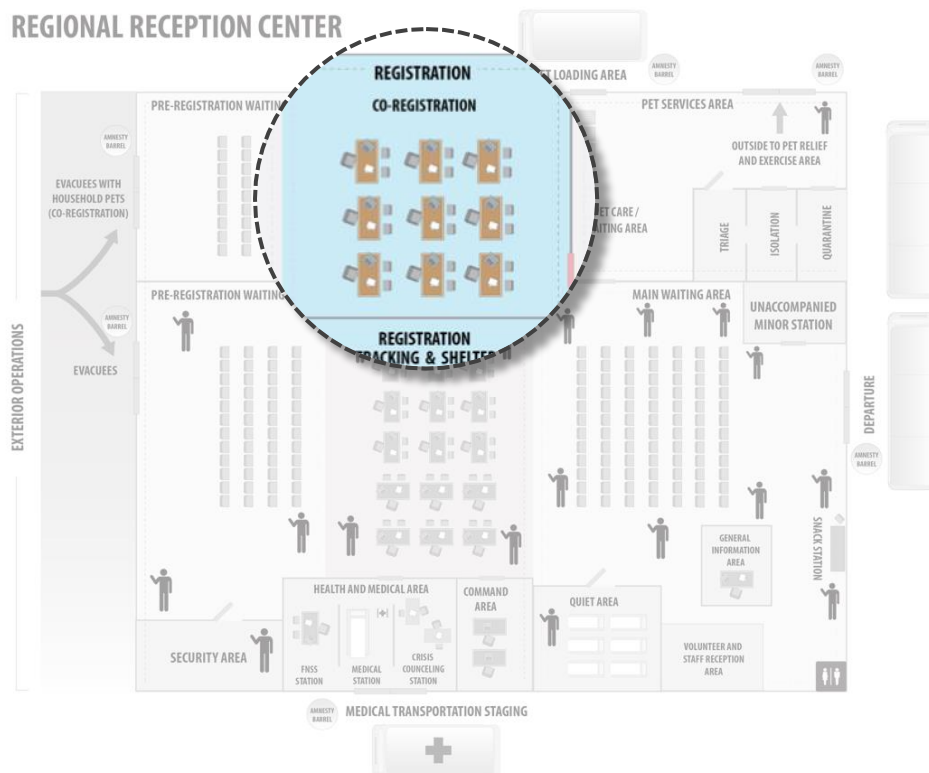 REGIONAL RECEPTION CENTER
REGISTRATION
CO-REGISTRATION
LOADING AREA
AMNESTY
BARREL
AMNESTY
BARREL
PRE-REGISTRATION
PET SERVICES AREA
AMNESTY
BARREL
OUTSIDE TO PET RELIEF
AND EXERCISE AREA
EVACUEES WITH
HOUSEHOLD PETS
(CO-REGISTRATION)
CARE /
AREA
TRIAGE
ISOLATION
QUARANTINE
PRE-REGISTRATION WAITING
MAIN WAITING AREA
UNACCOMPANIED
MINOR STATION
AMNESTY
BARREL
REGISTRATION
TRACKING & SHELTER
EVACUEES
EXTERIOR OPERATIONS
DEPARTURE
AMNESTY
BARREL
SNACK STATION
GENERAL
INFORMATION
AREA
HEALTH AND MEDICAL AREA
COMMAND
AREA
QUIET AREA
SECURITY AREA
FNSS
STATION
MEDICAL
STATION
CRISIS
COUNCELING
STATION
VOLUNTEER AND
STAFF RECEPTION
AREA
AMNESTY
BARREL
MEDICAL TRANSPORTATION STAGING